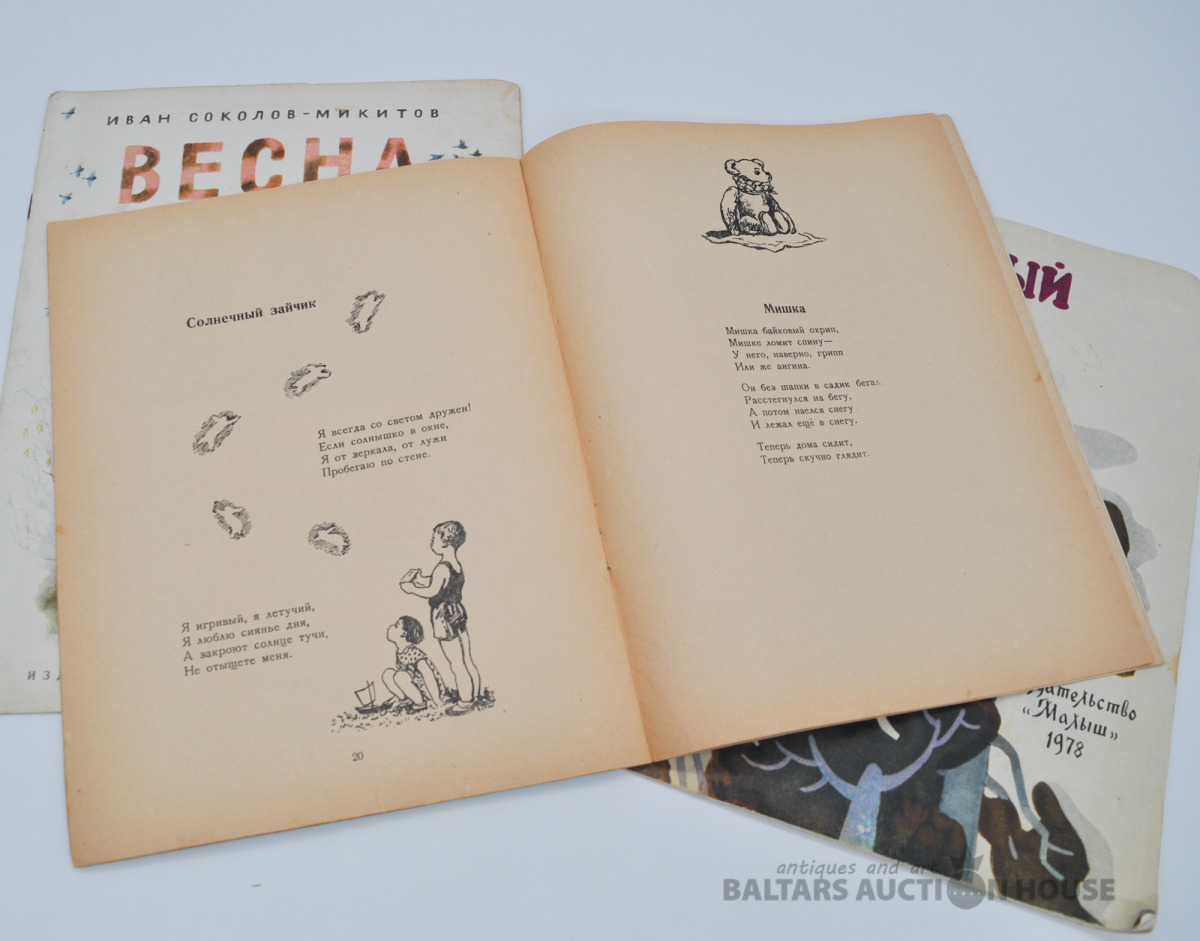 ИВАН СОКОЛОВ-МИКИТОВ
ВЕСНА
Солнечный зайчик
Я всегда со светом дружен!
Если солнышко в окне,
Я от зеркала, от лужи
Пробегаю по стене.
Я игривый, я летучий,
Я люблю сиянье дня,
А закроют солнце тучи,
Не отыщете меня.
20
Мишка
Мишка байковый охрип,
Мишке ломит спину—
У него, наверно, грипп
Или же ангина.
Он без шапки в садик бегал.
Расстегнулся на бегу,
А потом наелся снегу
И лежал ещё в снегу.
Теперь дома сидит,
Теперь скучно глядит.
ЫЙ
дательство
«Малыш»
1978
ИЗД
antiques and art
BALTARS AUCTION HOUSE